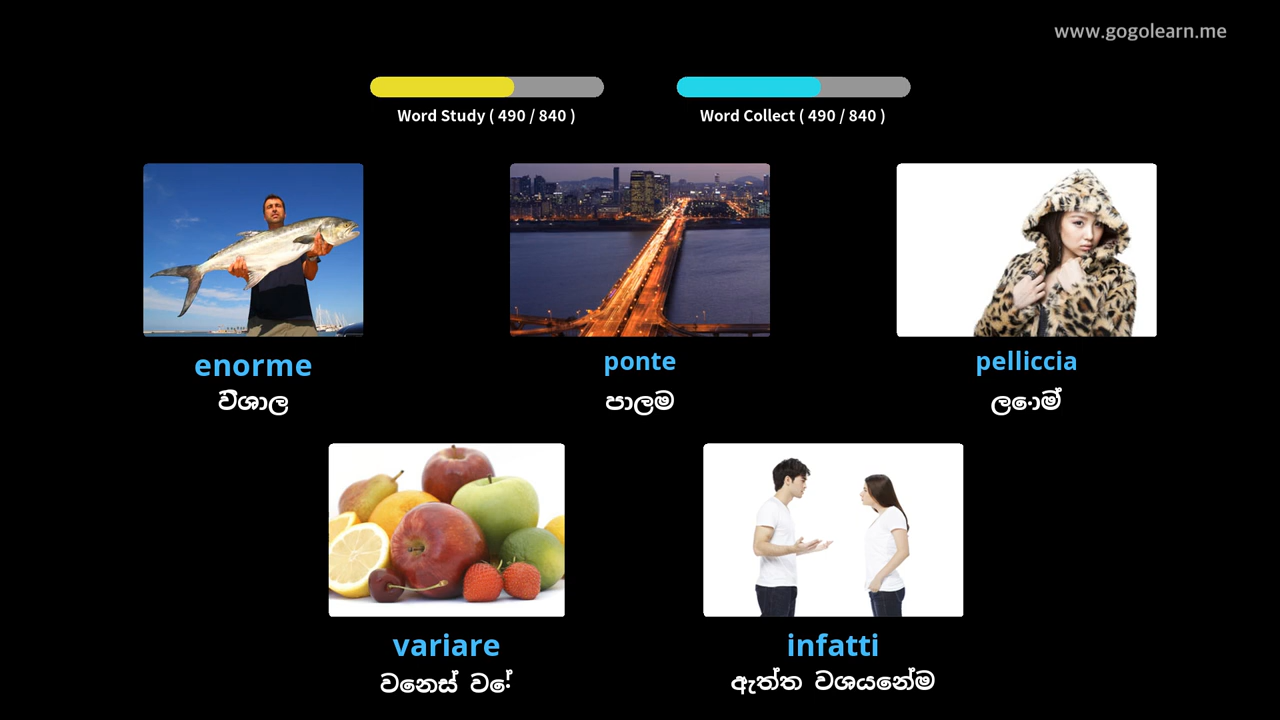 www.gogolearn.me
Word Study ( 490 / 840 )
Word Collect ( 490 / 840 )
enorme
ponte
pelliccia
විශාල
පාලම
ලොම්
variare
infatti
වෙනස් වේ
ඇත්ත වශයෙන්ම